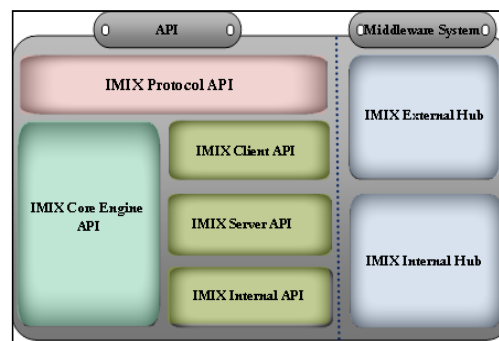 API
Middleware System
IMIX Protocol API
IMIX Core Engine
API
IMIX Client API
IMIX Server API
IMIX Internal API
IMIX External Hub
IMIX Internal Hub